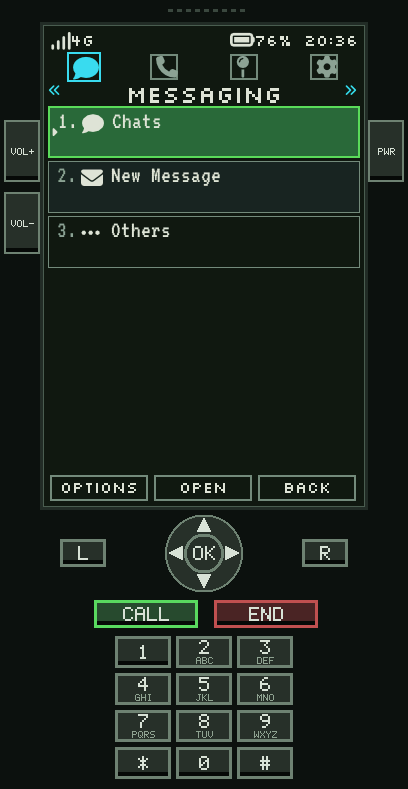 4G 76% 20:36
« MESSAGING »
1. Chats
2. New Message
3. ... Others
VOL+
PWR
VOL-
OPTIONS OPEN BACK
L OK R
CALL END
1 2 ABC 3 DEF
4 GHI 5 JKL 6 MNO
7 PQRS 8 TUV 9 WXYZ
* 0 #